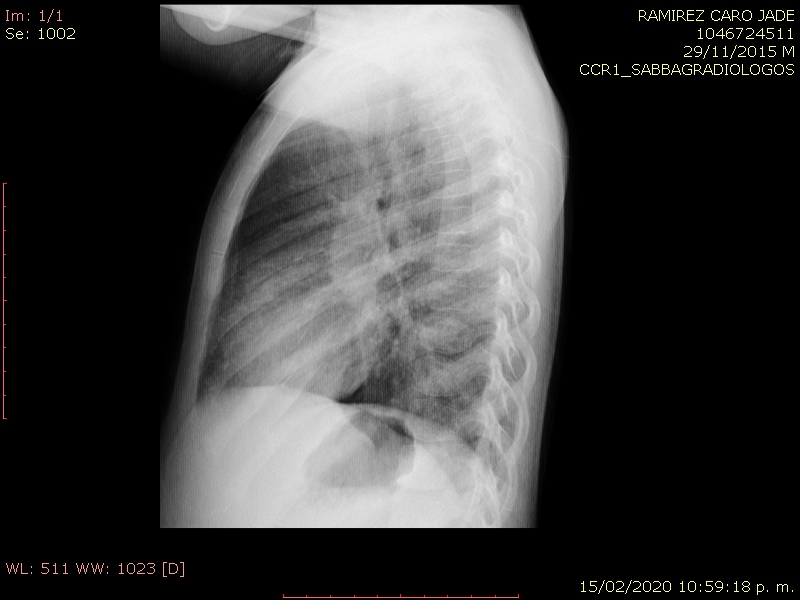 Im: 1/1
Se: 1002
RAMIREZ CARO JADE
1046724511
29/11/2015 M
CCR1_SABBAGRADIOLOGOS
WL: 511 WW: 1023 [D]
15/02/2020 10:59:18 p. m.